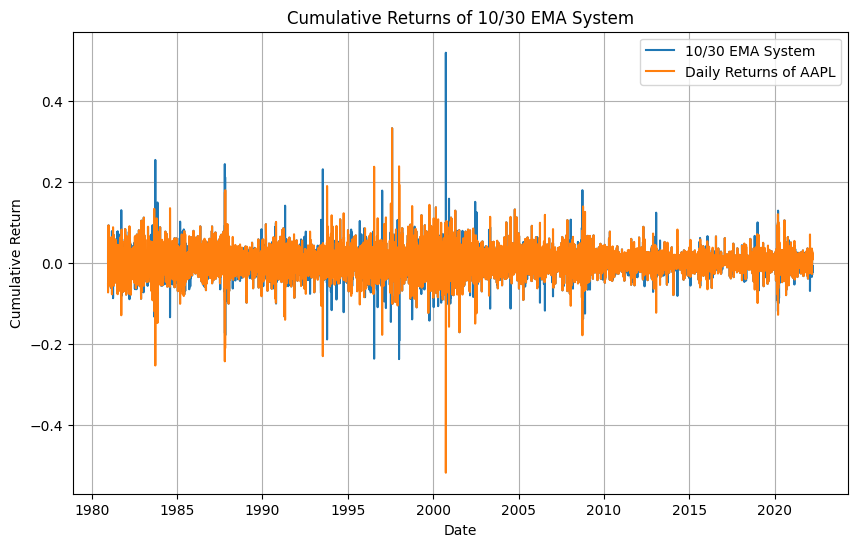 Cumulative Returns of 10/30 EMA System
10/30 EMA System
Daily Returns of AAPL
Cumulative Return
0.4
0.2
0.0
−0.2
−0.4
1980 1985 1990 1995 2000 2005 2010 2015 2020
Date